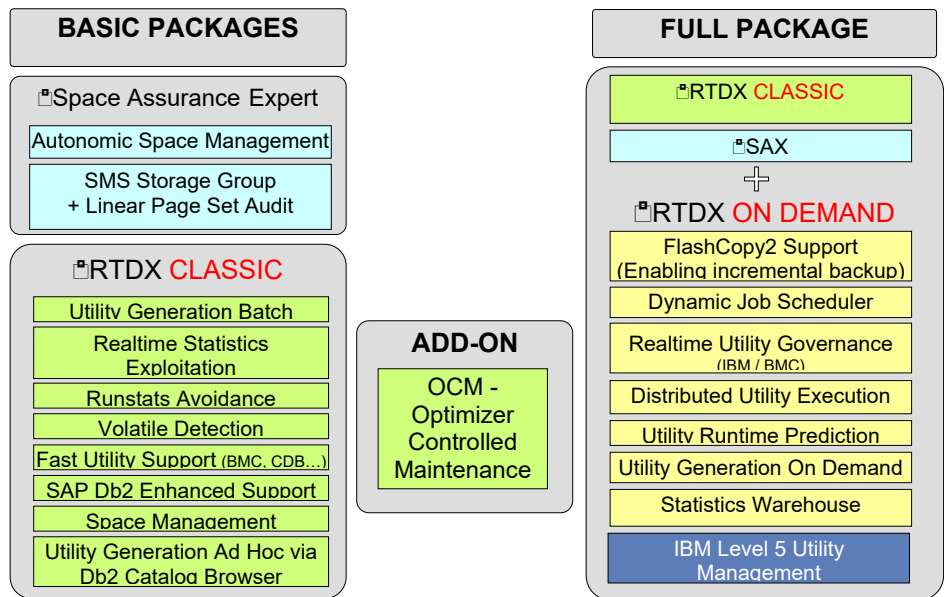 BASIC PACKAGES
Space Assurance Expert
Autonomic Space Management
SMS Storage Group
+ Linear Page Set Audit
RTDX CLASSIC
Utility Generation Batch
Realtime Statistics
Exploitation
Runstats Avoidance
Volatile Detection
Fast Utility Support (BMC, CDB…)
SAP Db2 Enhanced Support
Space Management
Utility Generation Ad Hoc via
Db2 Catalog Browser
ADD-ON
OCM -
Optimizer
Controlled
Maintenance
FULL PACKAGE
RTDX CLASSIC
SAX
RTDX ON DEMAND
FlashCopy2 Support
(Enabling incremental backup)
Dynamic Job Scheduler
Realtime Utility Governance
(IBM / BMC)
Distributed Utility Execution
Utility Runtime Prediction
Utility Generation On Demand
Statistics Warehouse
IBM Level 5 Utility
Management